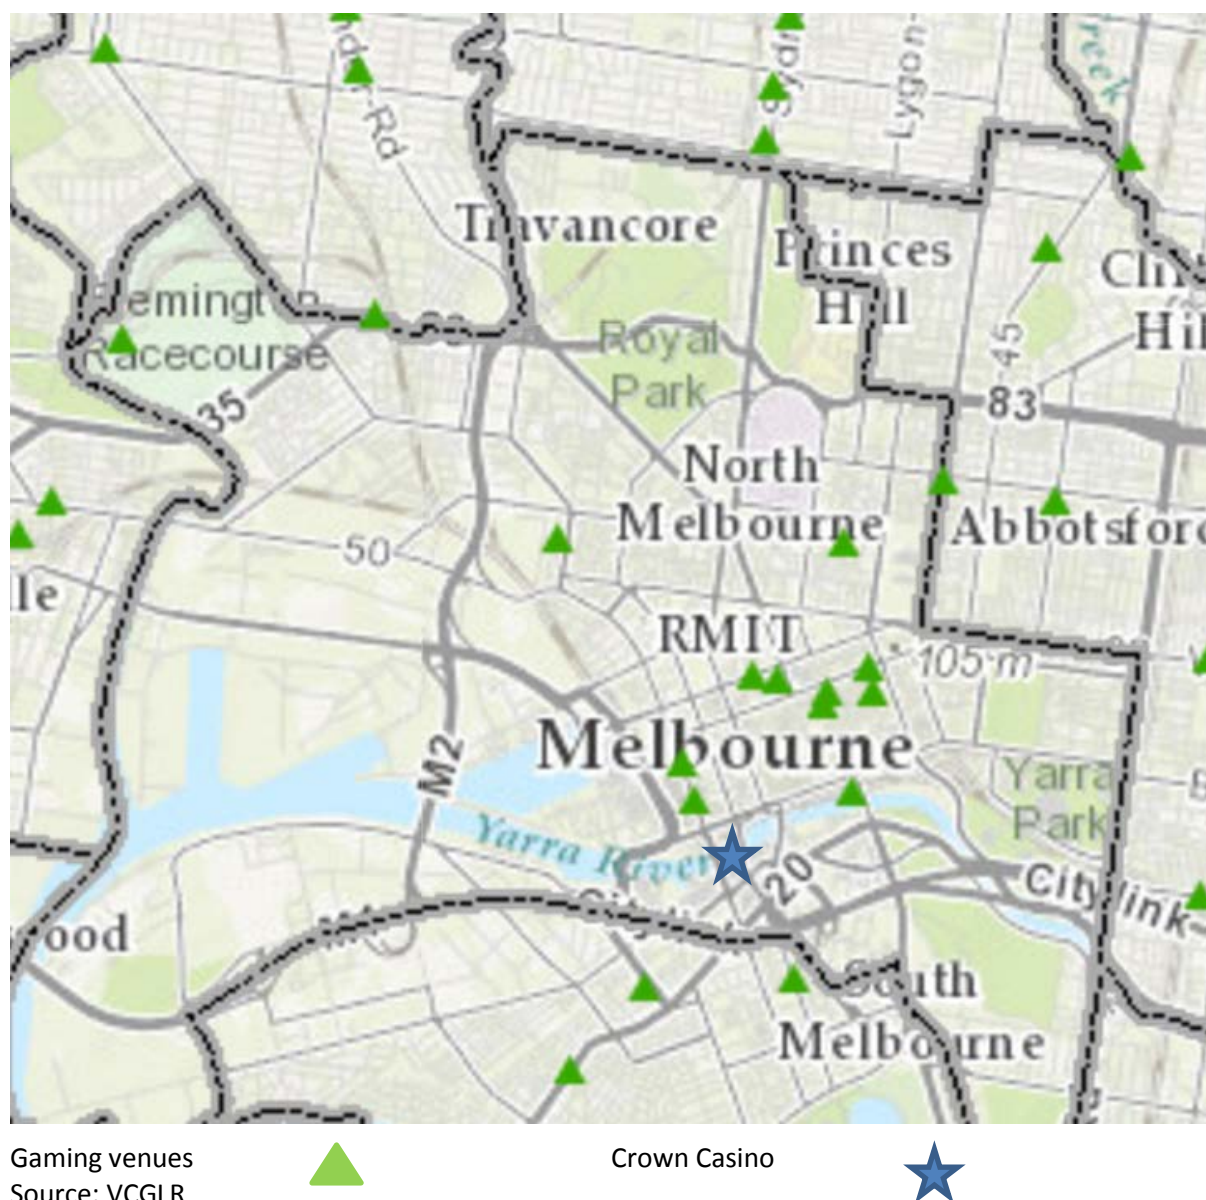 Rd
Lygon
Travancore
Princes
Hill
Royal
Park
Racecourse
35
45
83
North
Melbourne
Abbotsford
50
RMIT
105 m
Melbourne
M2
Yarra
Park
Yarra River
20
Citylink
ood
South
Melbourne
Gaming venues
Crown Casino
Source: VCGLR